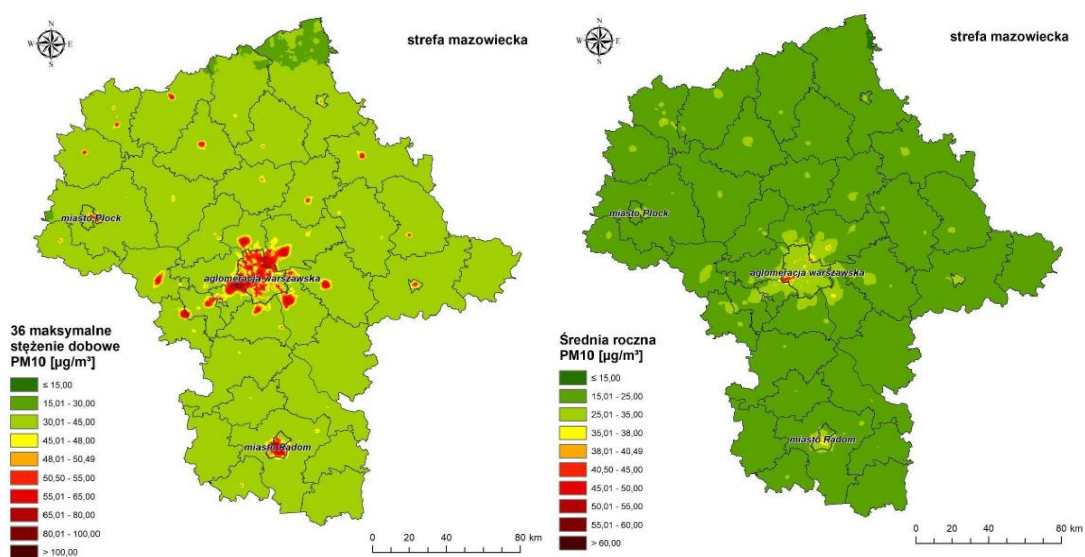 N
W
E
S
strefa mazowiecka
miasto Płock
aglomeracja warszawska
miasto Radom
36 maksymalne
stężenie dobowe
PM10 [µg/m³]
≤ 15,00
15,01 - 30,00
30,01 - 45,00
45,01 - 48,00
48,01 - 50,49
50,50 - 55,00
55,01 - 65,00
65,01 - 80,00
80,01 - 100,00
> 100,00
0 20 40 80 km
N
W
E
S
strefa mazowiecka
miasto Płock
aglomeracja warszawska
miasto Radom
Średnia roczna
PM10 [µg/m³]
≤ 15,00
15,01 - 25,00
25,01 - 35,00
35,01 - 38,00
38,01 - 40,49
40,50 - 45,00
45,01 - 50,00
50,01 - 55,00
55,01 - 60,00
> 60,00
0 20 40 80 km